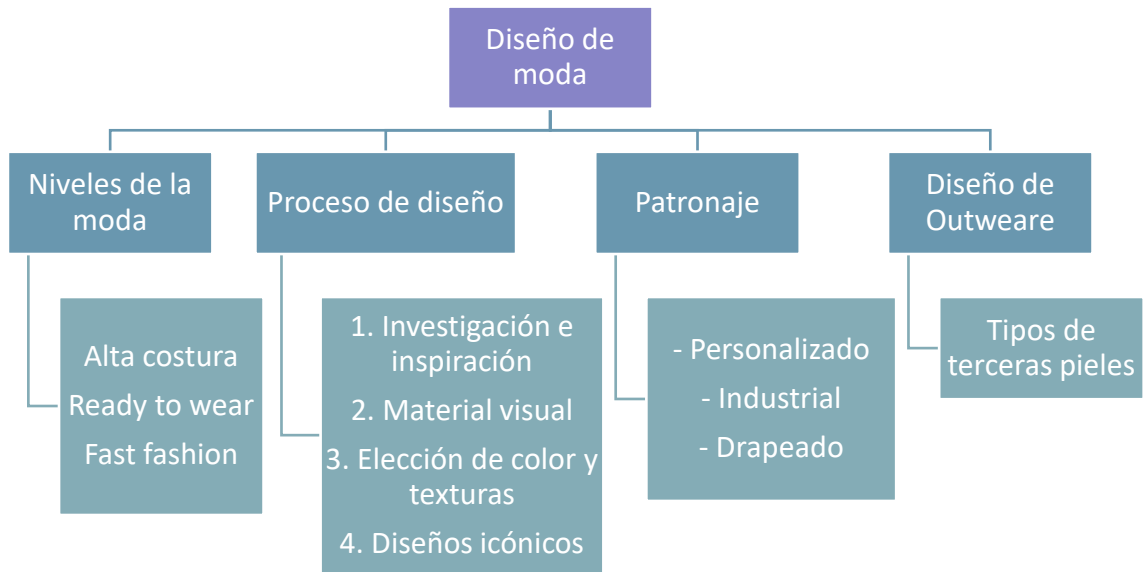 Diseño de
moda
Niveles de la
moda
Proceso de diseño
Patronaje
Diseño de
Outweare
Alta costura
Ready to wear
Fast fashion
1. Investigación e
inspiración
2. Material visual
3. Elección de color y
texturas
4. Diseños icónicos
- Personalizado
- Industrial
- Drapeado
Tipos de
terceras pieles